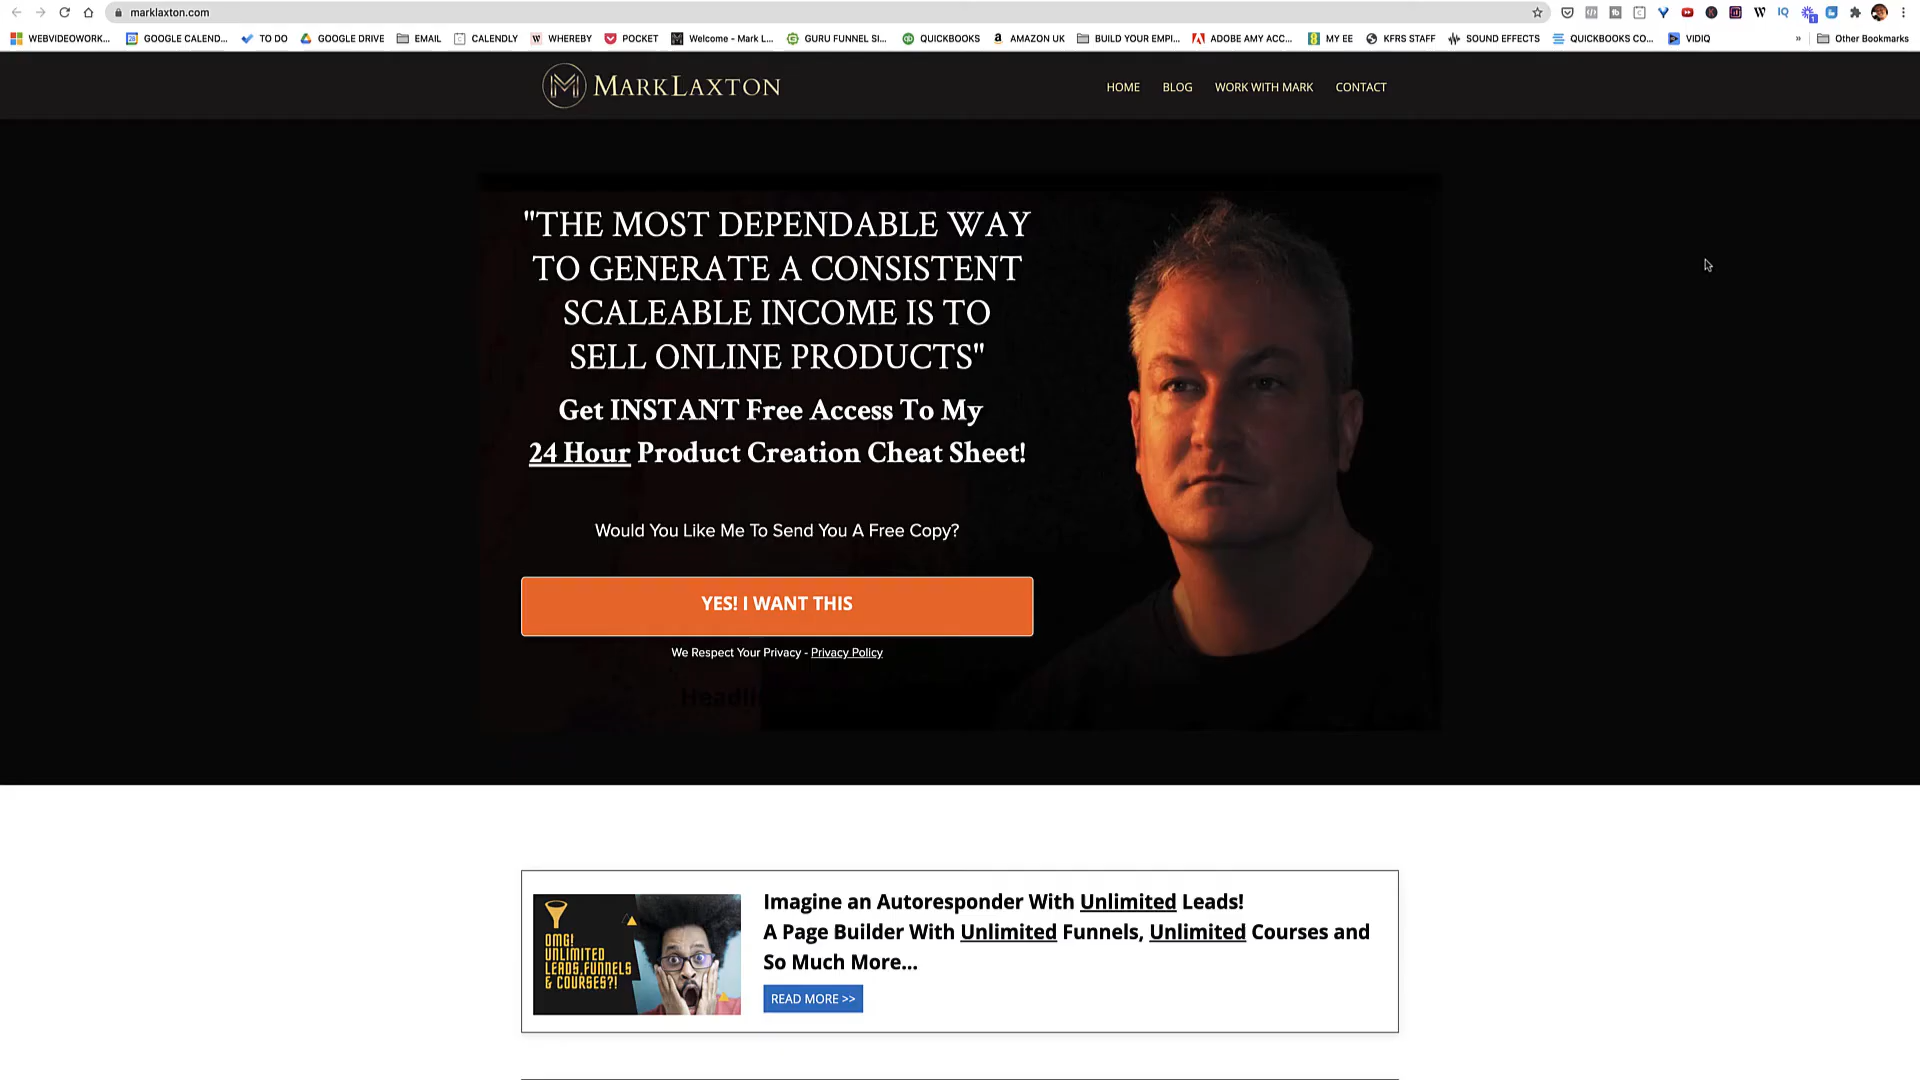 marklaxton.com
WEBVIDEOWORK...
GOOGLE CALEND...
TO DO
GOOGLE DRIVE
EMAIL
CALENDLY
WHEREBY
POCKET
Welcome - Mark L...
GURU FUNNEL SI...
QUICKBOOKS
AMAZON UK
BUILD YOUR EMPI...
ADOBE AMY ACC...
MY EE
KFRS STAFF
SOUND EFFECTS
QUICKBOOKS CO...
VIDIQ
»
Other Bookmarks
MARKLAXTON
HOME
BLOG
WORK WITH MARK
CONTACT
"THE MOST DEPENDABLE WAY
TO GENERATE A CONSISTENT
SCALEABLE INCOME IS TO
SELL ONLINE PRODUCTS"
Get INSTANT Free Access To My
24 Hour Product Creation Cheat Sheet!
Would You Like Me To Send You A Free Copy?
YES! I WANT THIS
We Respect Your Privacy - Privacy Policy
OMG!
UNLIMITED
LEADS,FUNNELS
& COURSES?!
Imagine an Autoresponder With Unlimited Leads!
A Page Builder With Unlimited Funnels, Unlimited Courses and
So Much More...
READ MORE >>